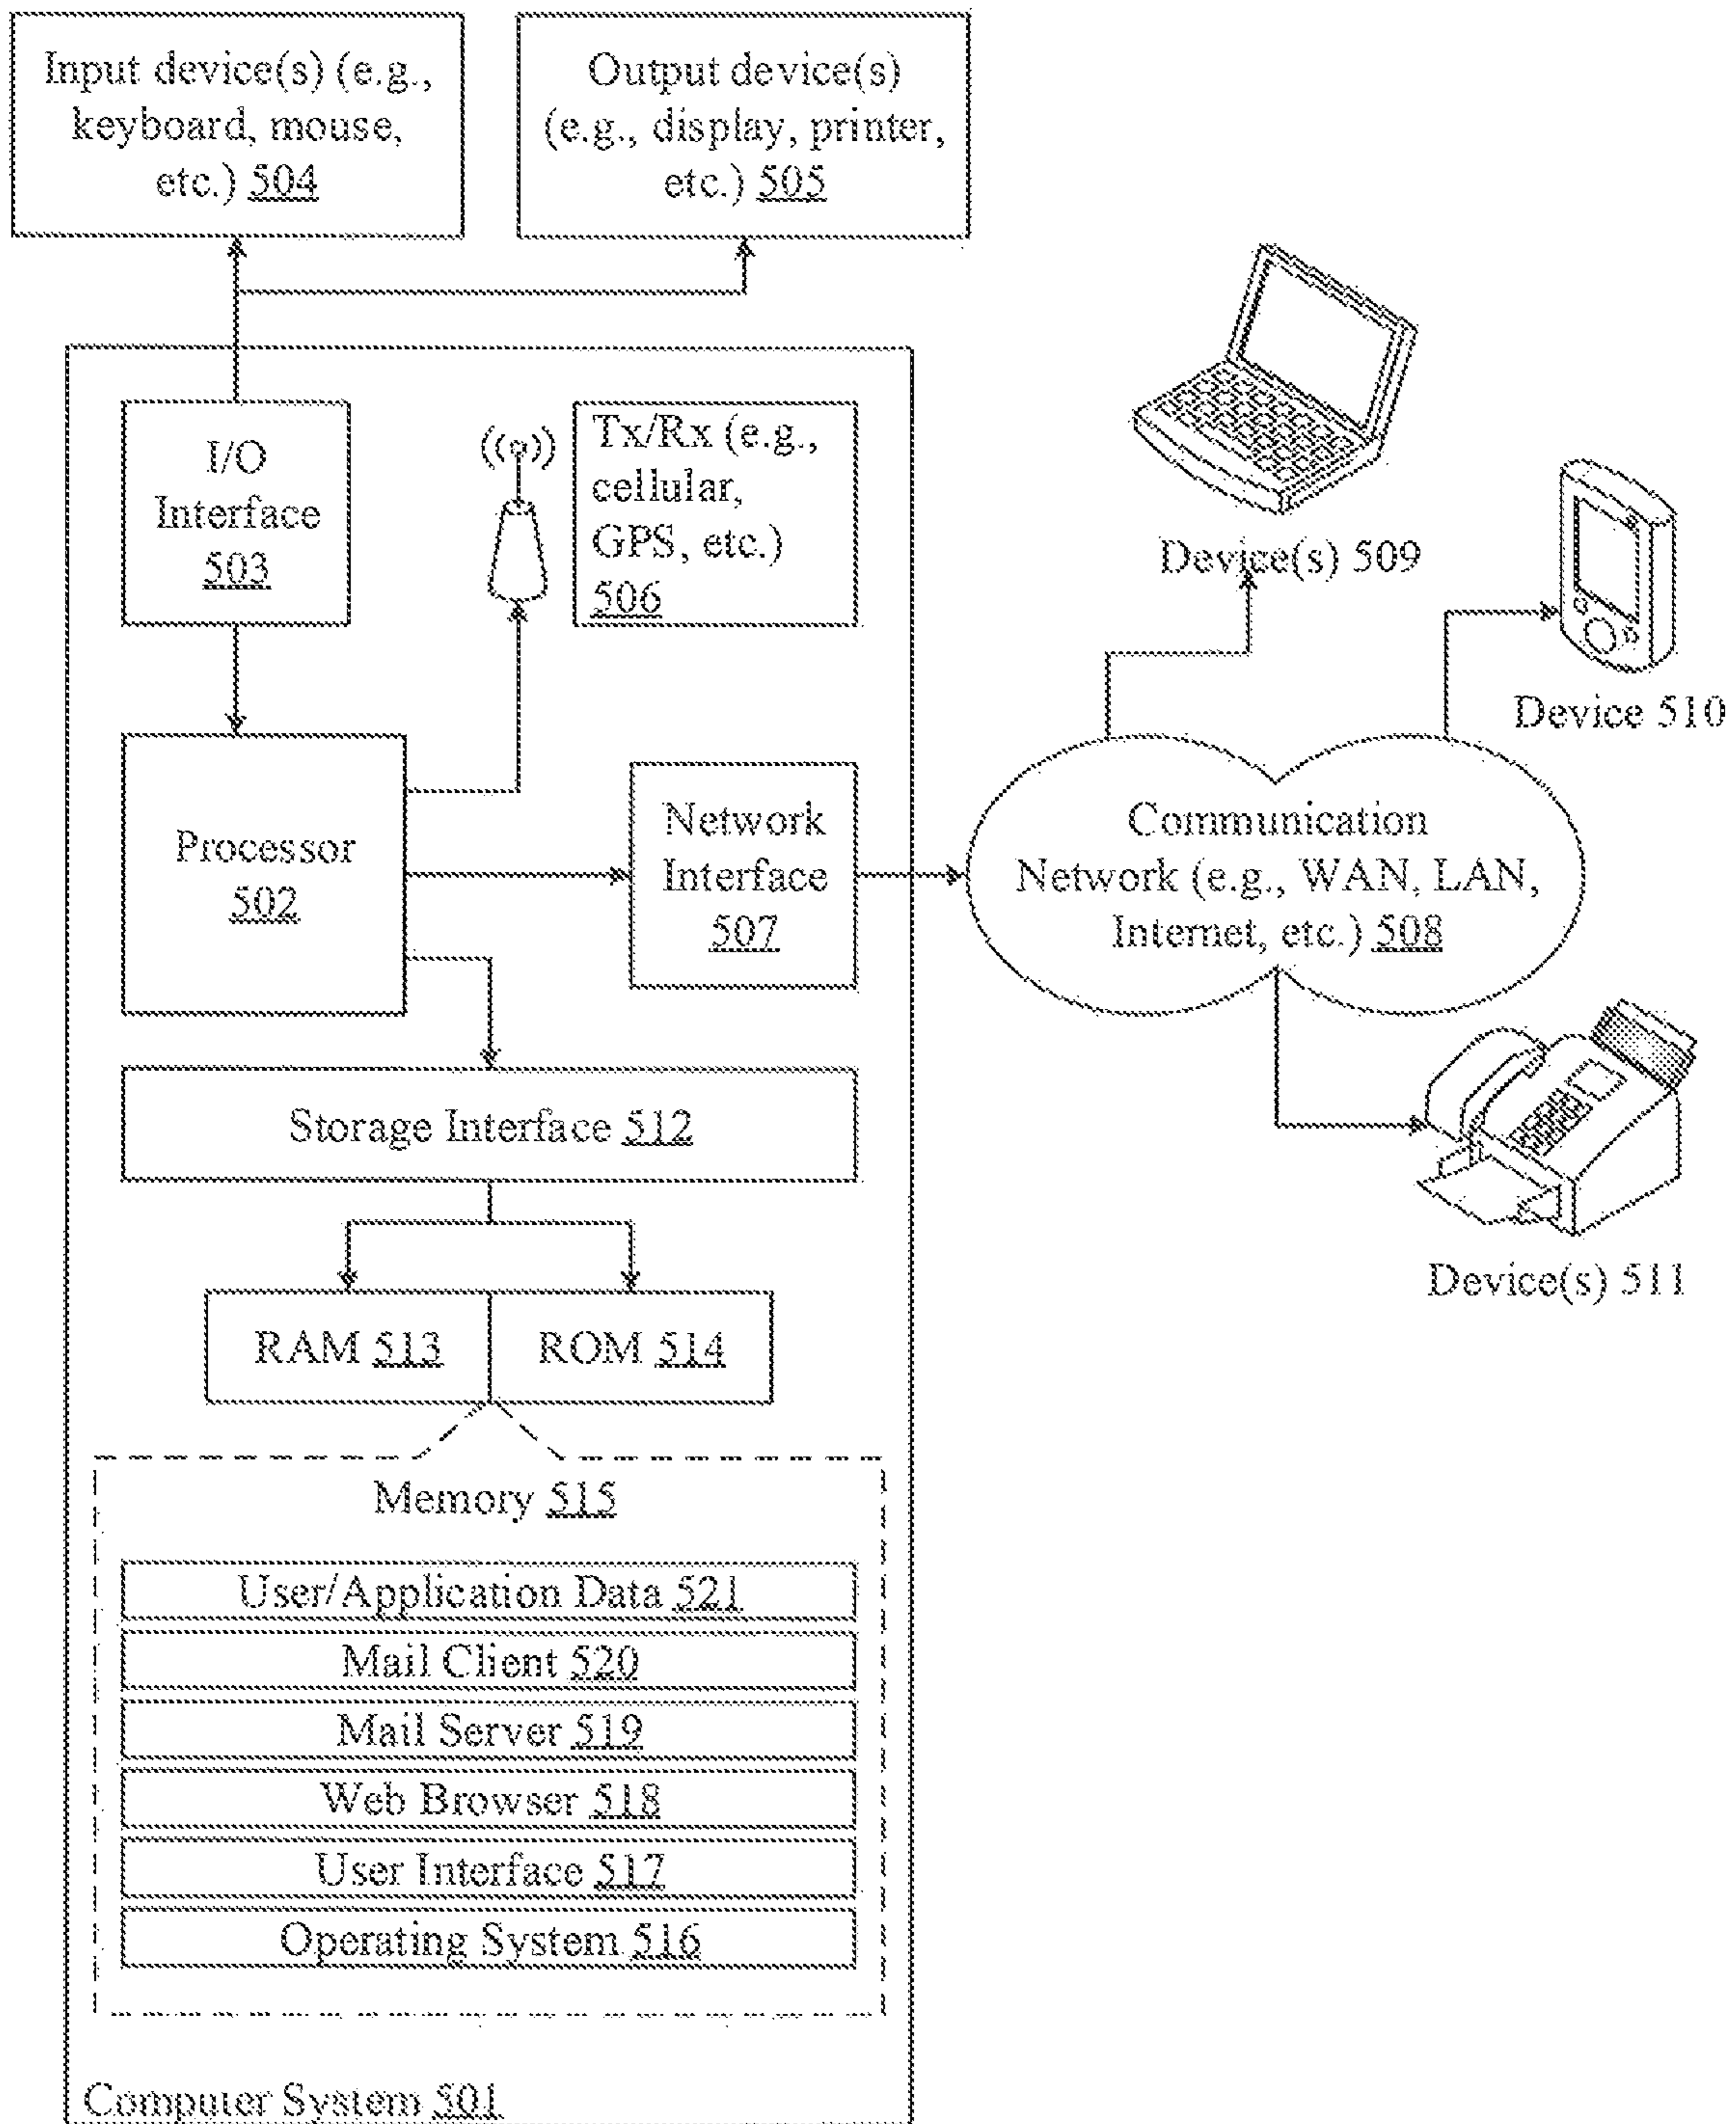 Input device(s) (e.g.,
keyboard, mouse,
etc.) 504
Output device(s)
(e.g., display, printer,
etc.) 505
I/O
Interface
503
Tx/Rx (e.g.,
cellular,
GPS, etc.)
506
Device(s) 509
Device 510
Processor
502
Network
Interface
507
Communication
Network (e.g., WAN, LAN,
Internet, etc.) 508
Storage Interface 512
Device(s) 511
RAM 513
ROM 514
Memory 515
User/Application Data 521
Mail Client 520
Mail Server 519
Web Browser 518
User Interface 517
Operating System 516
Computer System 501